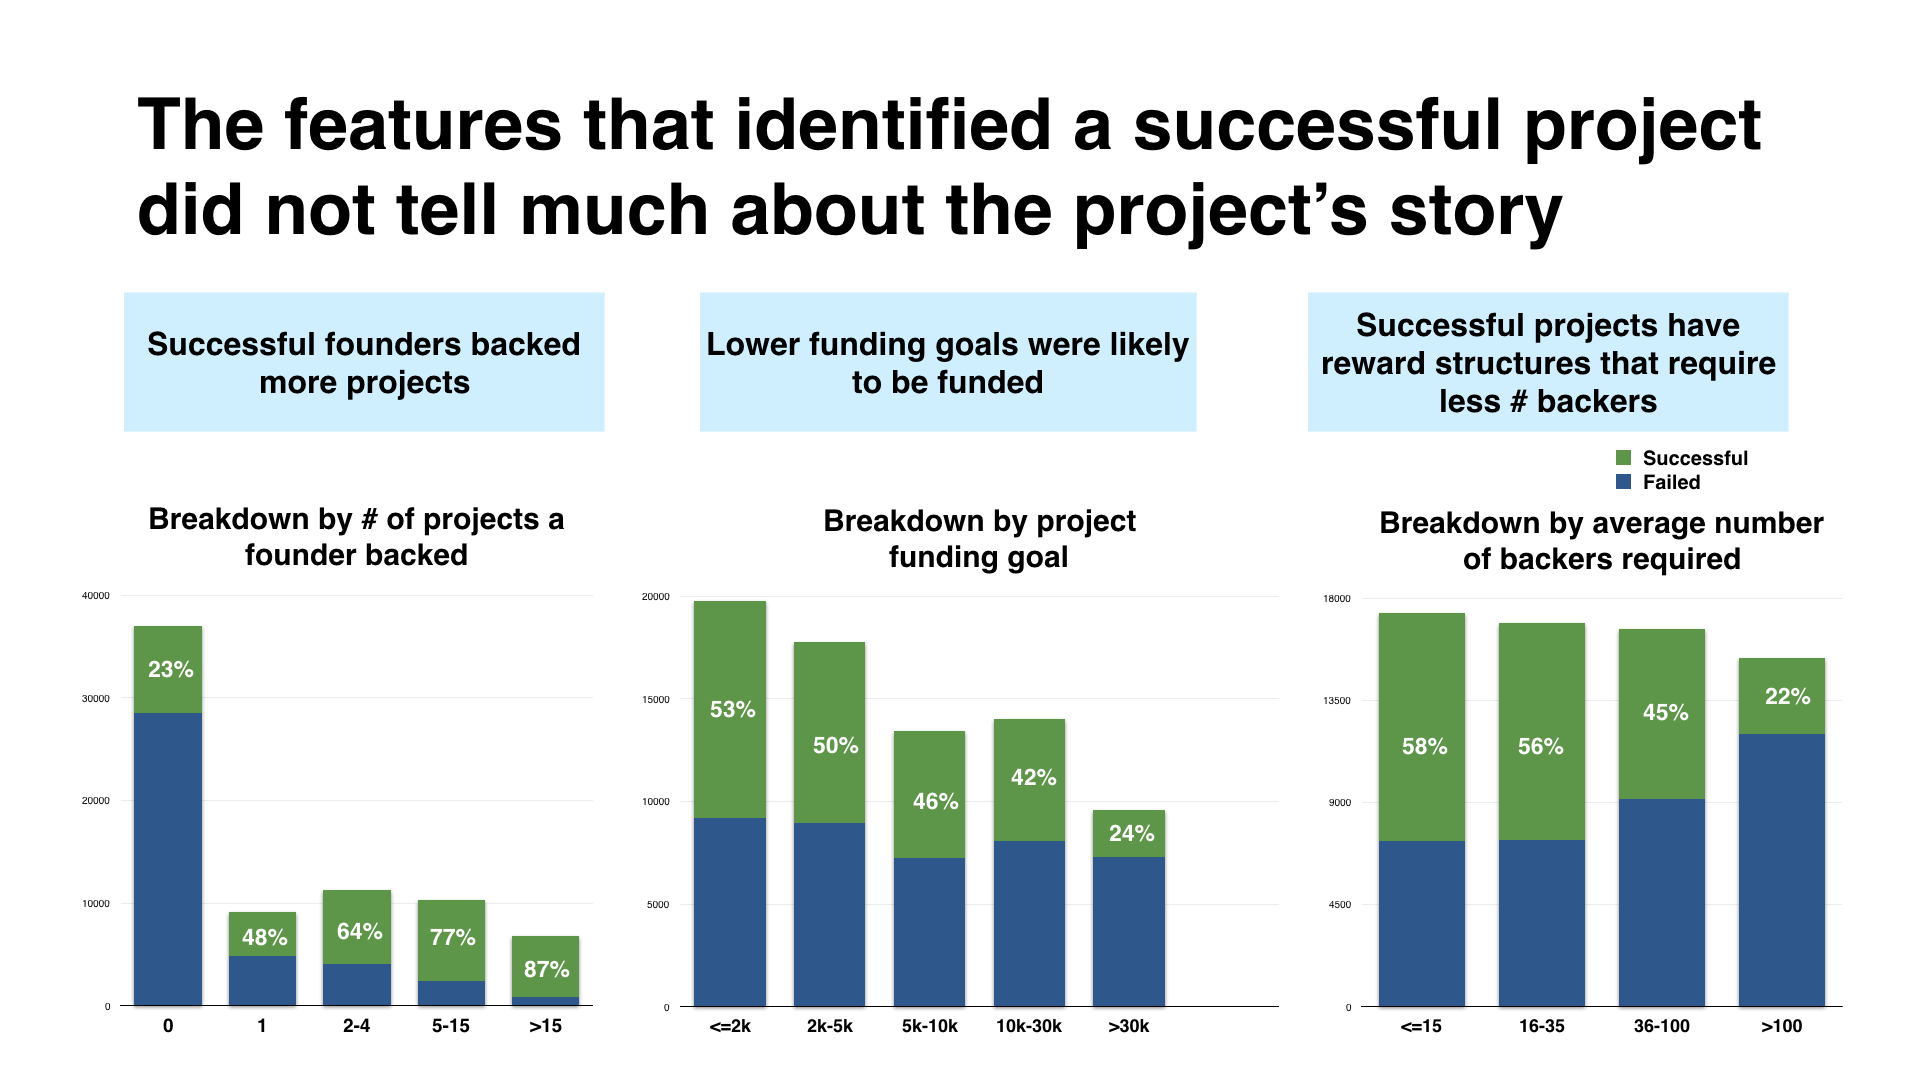 The features that identified a successful project
did not tell much about the project’s story
Successful founders backed
more projects
Lower funding goals were likely
to be funded
Successful projects have
reward structures that require
less # backers
Successful
Failed
Breakdown by # of projects a
founder backed
40000
30000
20000
10000
0
23%
48%
64%
77%
87%
0
1
2-4
5-15
>15
Breakdown by project
funding goal
20000
15000
10000
5000
0
53%
50%
46%
42%
24%
<=2k
2k-5k
5k-10k
10k-30k
>30k
Breakdown by average number
of backers required
18000
13500
9000
4500
0
58%
56%
45%
22%
<=15
16-35
36-100
>100